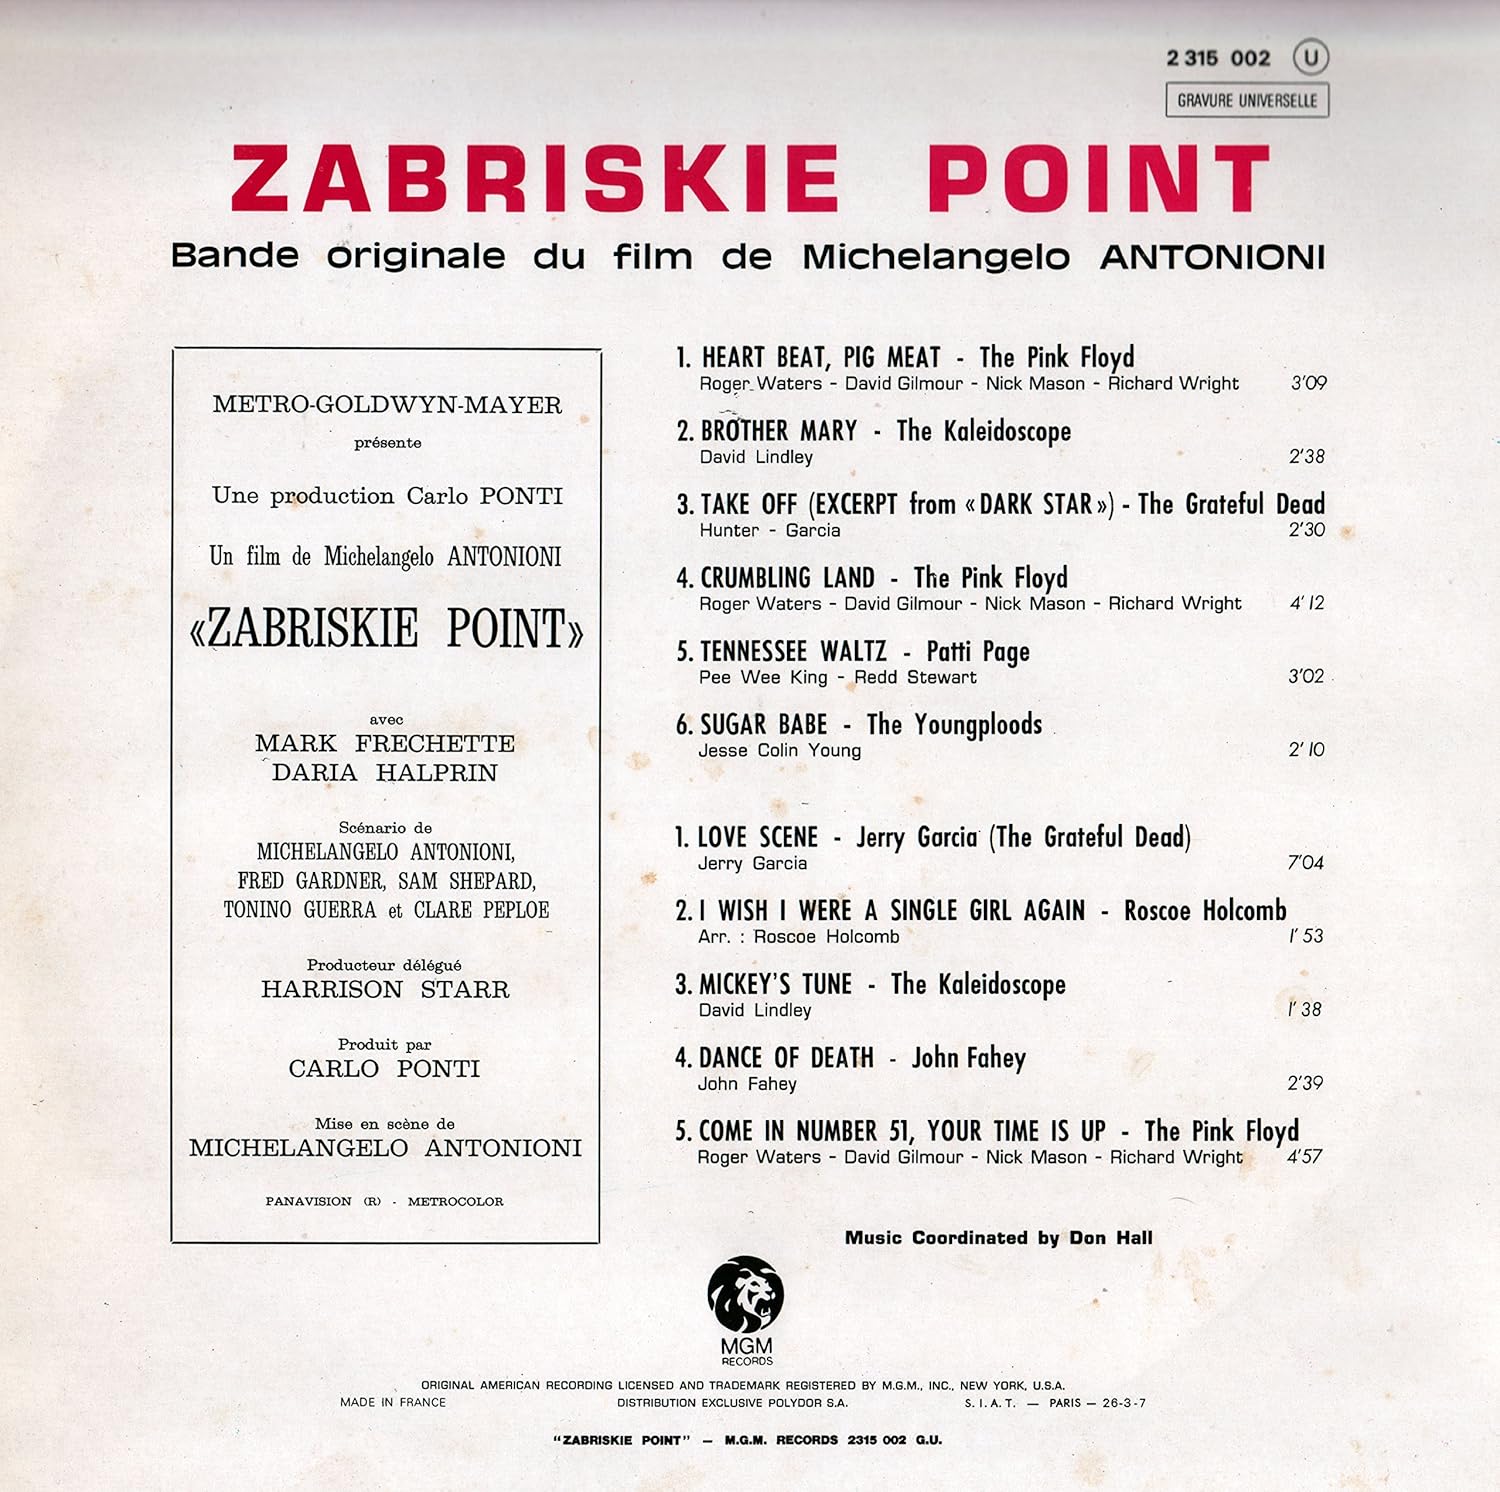 2 315 002 U
GRAVURE UNIVERSELLE
ZABRISKIE POINT
Bande originale du film de Michelangelo ANTONIONI
METRO-GOLDWYN-MAYER
présente
Une production Carlo PONTI
Un film de Michelangelo ANTONIONI
«ZABRISKIE POINT»
avec
MARK FRECHETTE
DARIA HALPRIN
Scénario de
MICHELANGELO ANTONIONI,
FRED GARDNER, SAM SHEPARD,
TONINO GUERRA et CLARE PEPLOE
Producteur délégué
HARRISON STARR
Produit par
CARLO PONTI
Mise en scène de
MICHELANGELO ANTONIONI
PANAVISION (R) - METROCOLOR
1. HEART BEAT, PIG MEAT - The Pink Floyd
Roger Waters - David Gilmour - Nick Mason - Richard Wright 3'09
2. BROTHER MARY - The Kaleidoscope
David Lindley 2'38
3. TAKE OFF (EXCERPT from «DARK STAR») - The Grateful Dead
Hunter - Garcia 2'30
4. CRUMBLING LAND - The Pink Floyd
Roger Waters - David Gilmour - Nick Mason - Richard Wright 4'12
5. TENNESSEE WALTZ - Patti Page
Pee Wee King - Redd Stewart 3'02
6. SUGAR BABE - The Youngploods
Jesse Colin Young 2'10
1. LOVE SCENE - Jerry Garcia (The Grateful Dead)
Jerry Garcia 7'04
2. I WISH I WERE A SINGLE GIRL AGAIN - Roscoe Holcomb
Arr. : Roscoe Holcomb 1'53
3. MICKEY'S TUNE - The Kaleidoscope
David Lindley 1'38
4. DANCE OF DEATH - John Fahey
John Fahey 2'39
5. COME IN NUMBER 51, YOUR TIME IS UP - The Pink Floyd
Roger Waters - David Gilmour - Nick Mason - Richard Wright 4'57
Music Coordinated by Don Hall
MGM
RECORDS
ORIGINAL AMERICAN RECORDING LICENSED AND TRADEMARK REGISTERED BY M.G.M., INC., NEW YORK, U.S.A.
MADE IN FRANCE DISTRIBUTION EXCLUSIVE POLYDOR S.A. S.I.A.T. — PARIS — 26-3-7
"ZABRISKIE POINT" — M.G.M. RECORDS 2315 002 G.U.